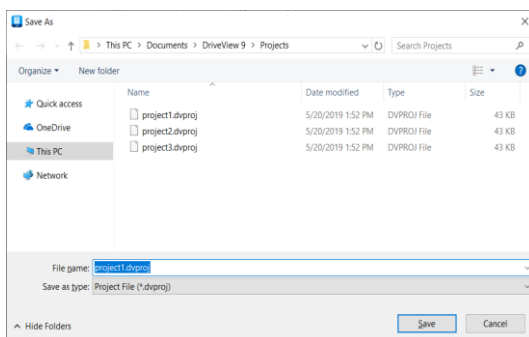 Save As
This PC > Documents > DriveView 9 > Projects
Search Projects
Organize
New folder
Name Date modified Type Size
project1.dvproj 5/20/2019 1:52 PM DVPROJ File 43 KB
project2.dvproj 5/20/2019 1:52 PM DVPROJ File 43 KB
project3.dvproj 5/20/2019 1:52 PM DVPROJ File 43 KB
Quick access
OneDrive
This PC
Network
File name: project1.dvproj
Save as type: Project File (*.dvproj)
Hide Folders
Save
Cancel